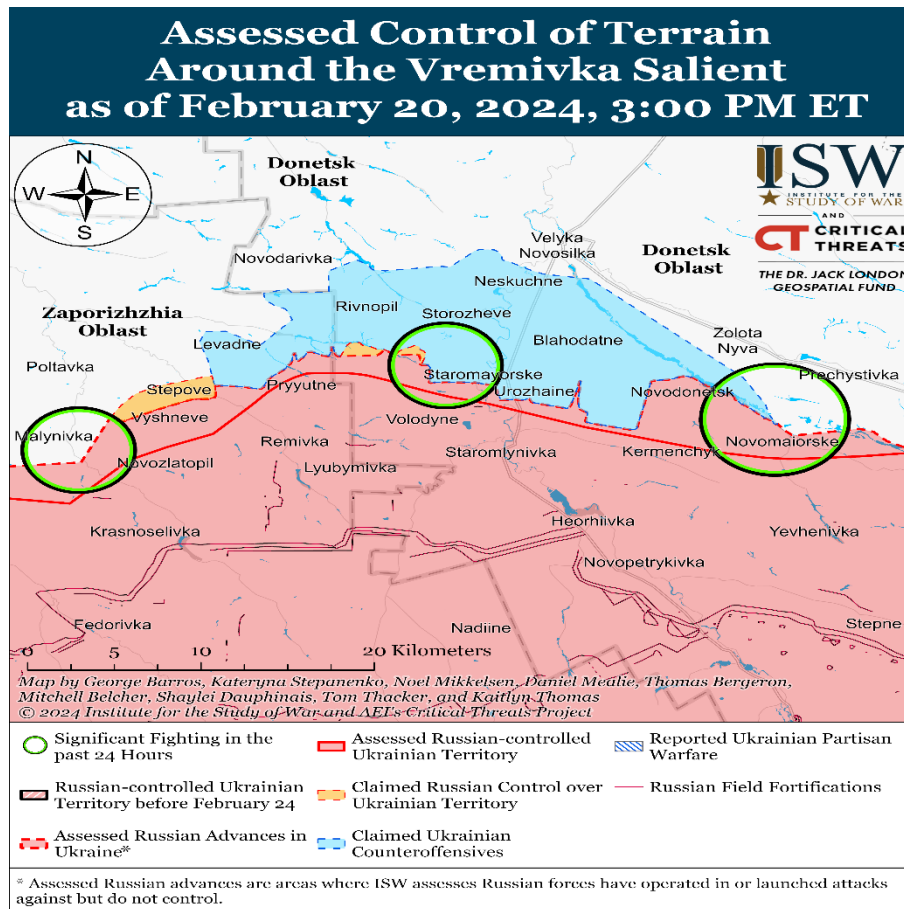 Assessed Control of Terrain
Around the Vremivka Salient
as of February 20, 2024, 3:00 PM ET
N
W E
S
Donetsk
Oblast
ISW
INSTITUTE FOR THE
STUDY OF WAR
AND
CT CRITICAL
THREATS
THE DR. JACK LONDON
GEOSPATIAL FUND
Velyka
Novosilka
Donetsk
Oblast
Novodarivka
Neskuchne
Zaporizhzhia
Oblast
Rivnopil
Storozheve
Levadne
Blahodatne
Zolota
Nyva
Poltavka
Stepove
Pryyutne
Staromayorske
Urozhaine
Novodonetsk
Prechystivka
Vyshneve
Volodyne
Malynivka
Remivka
Staromlynivka
Kermenchyk
Novomaiorske
Novozlatopil
Lyubymivka
Krasnoselivka
Heorhiivka
Yevhenivka
Novopetrykivka
Fedorivka
Nadiine
Stepne
0 5 10 20 Kilometers
Map by George Barros, Kateryna Stepanenko, Noel Mikkelsen, Daniel Mealie, Thomas Bergeron,
Mitchell Belcher, Shaylei Dauphinais, Tom Thacker, and Kaitlyn Thomas
© 2024 Institute for the Study of War and AEI's Critical Threats Project
Significant Fighting in the
past 24 Hours
Assessed Russian-controlled
Ukrainian Territory
Reported Ukrainian Partisan
Warfare
Russian-controlled Ukrainian
Territory before February 24
Claimed Russian Control over
Ukrainian Territory
Russian Field Fortifications
Assessed Russian Advances in
Ukraine*
Claimed Ukrainian
Counteroffensives
* Assessed Russian advances are areas where ISW assesses Russian forces have operated in or launched attacks
against but do not control.